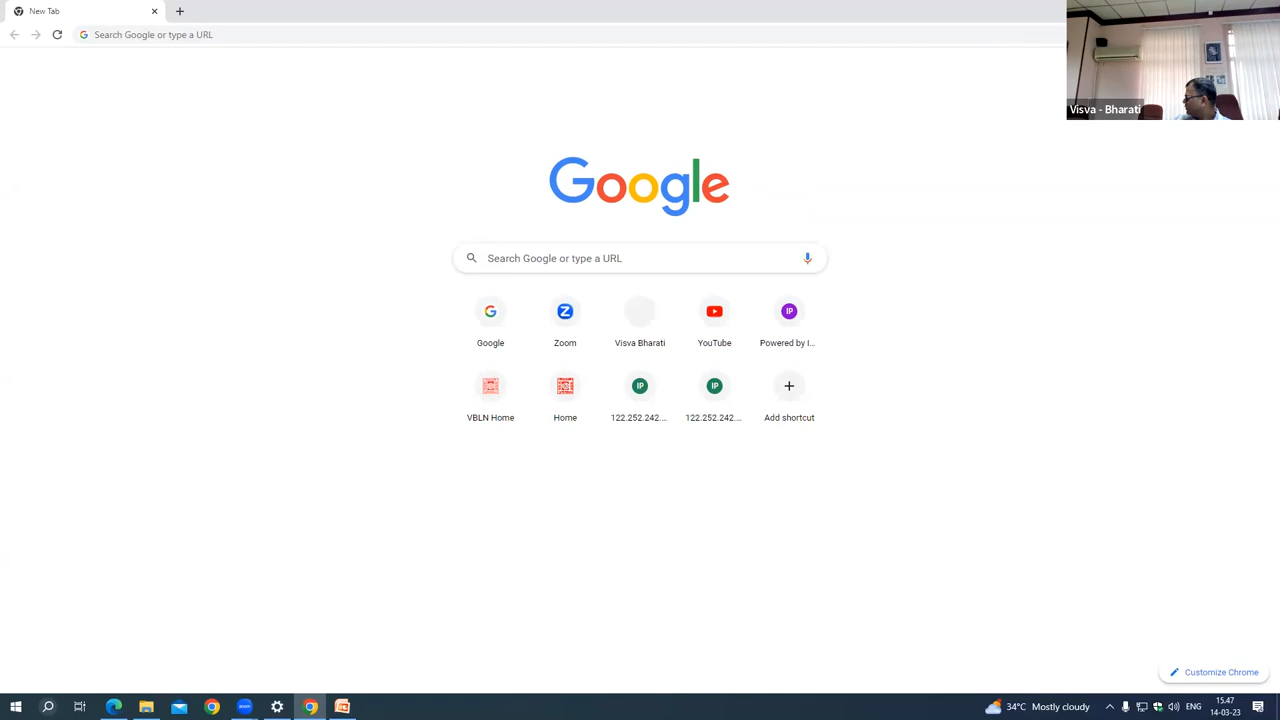 New Tab
Search Google or type a URL
Visva - Bharati
Google
Search Google or type a URL
Google
Zoom
Visva Bharati
YouTube
Powered by I...
VBLN Home
Home
122.252.242....
122.252.242....
Add shortcut
Customize Chrome
34°C Mostly cloudy
ENG
15.47
14-03-23